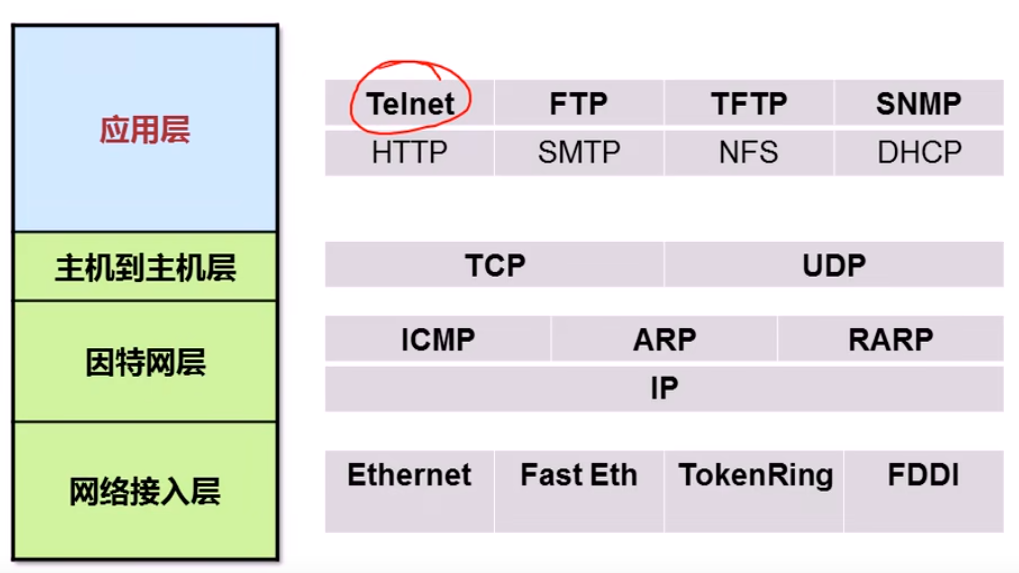 应用层
Telnet FTP TFTP SNMP
HTTP SMTP NFS DHCP
主机到主机层
TCP UDP
因特网层
ICMP ARP RARP
IP
网络接入层
Ethernet Fast Eth TokenRing FDDI